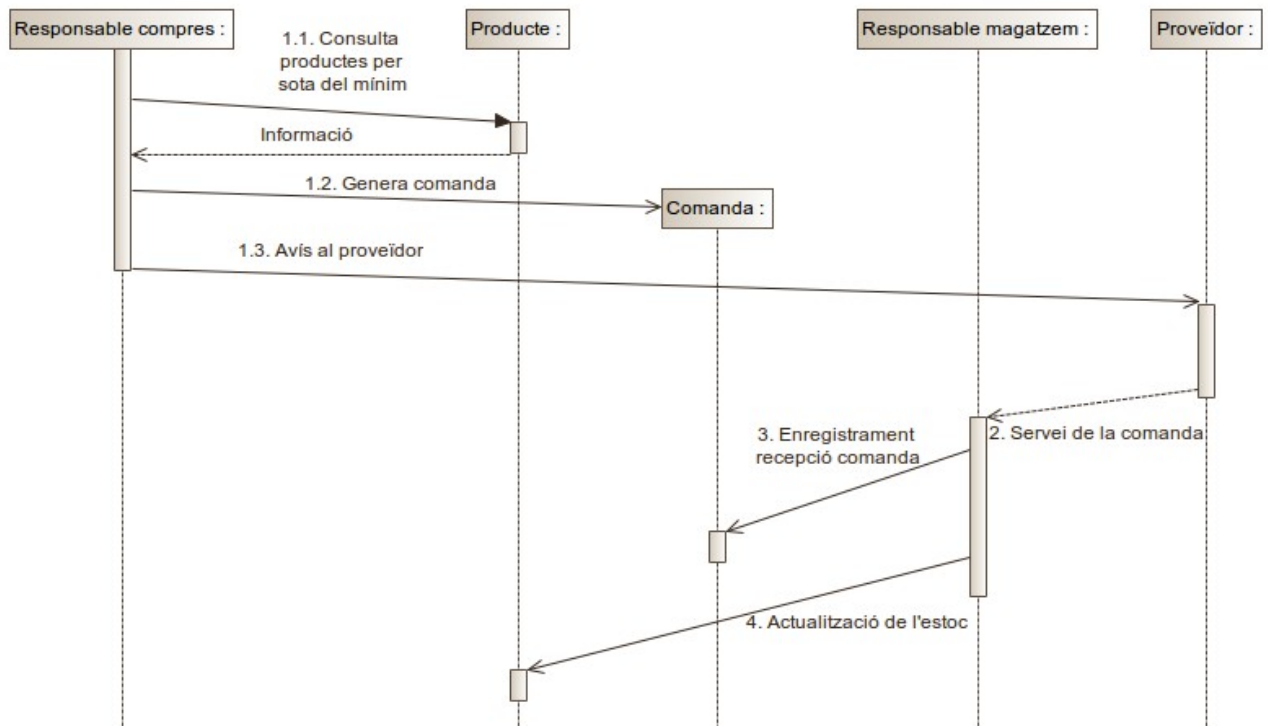 Responsable compres :
Producte :
Responsable magatzem :
Proveïdor :
1.1. Consulta
productes per
sota del mínim
Informació
1.2. Genera comanda
Comanda :
1.3. Avís al proveïdor
2. Servei de la comanda
3. Enregistrament
recepció comanda
4. Actualització de l'estoc